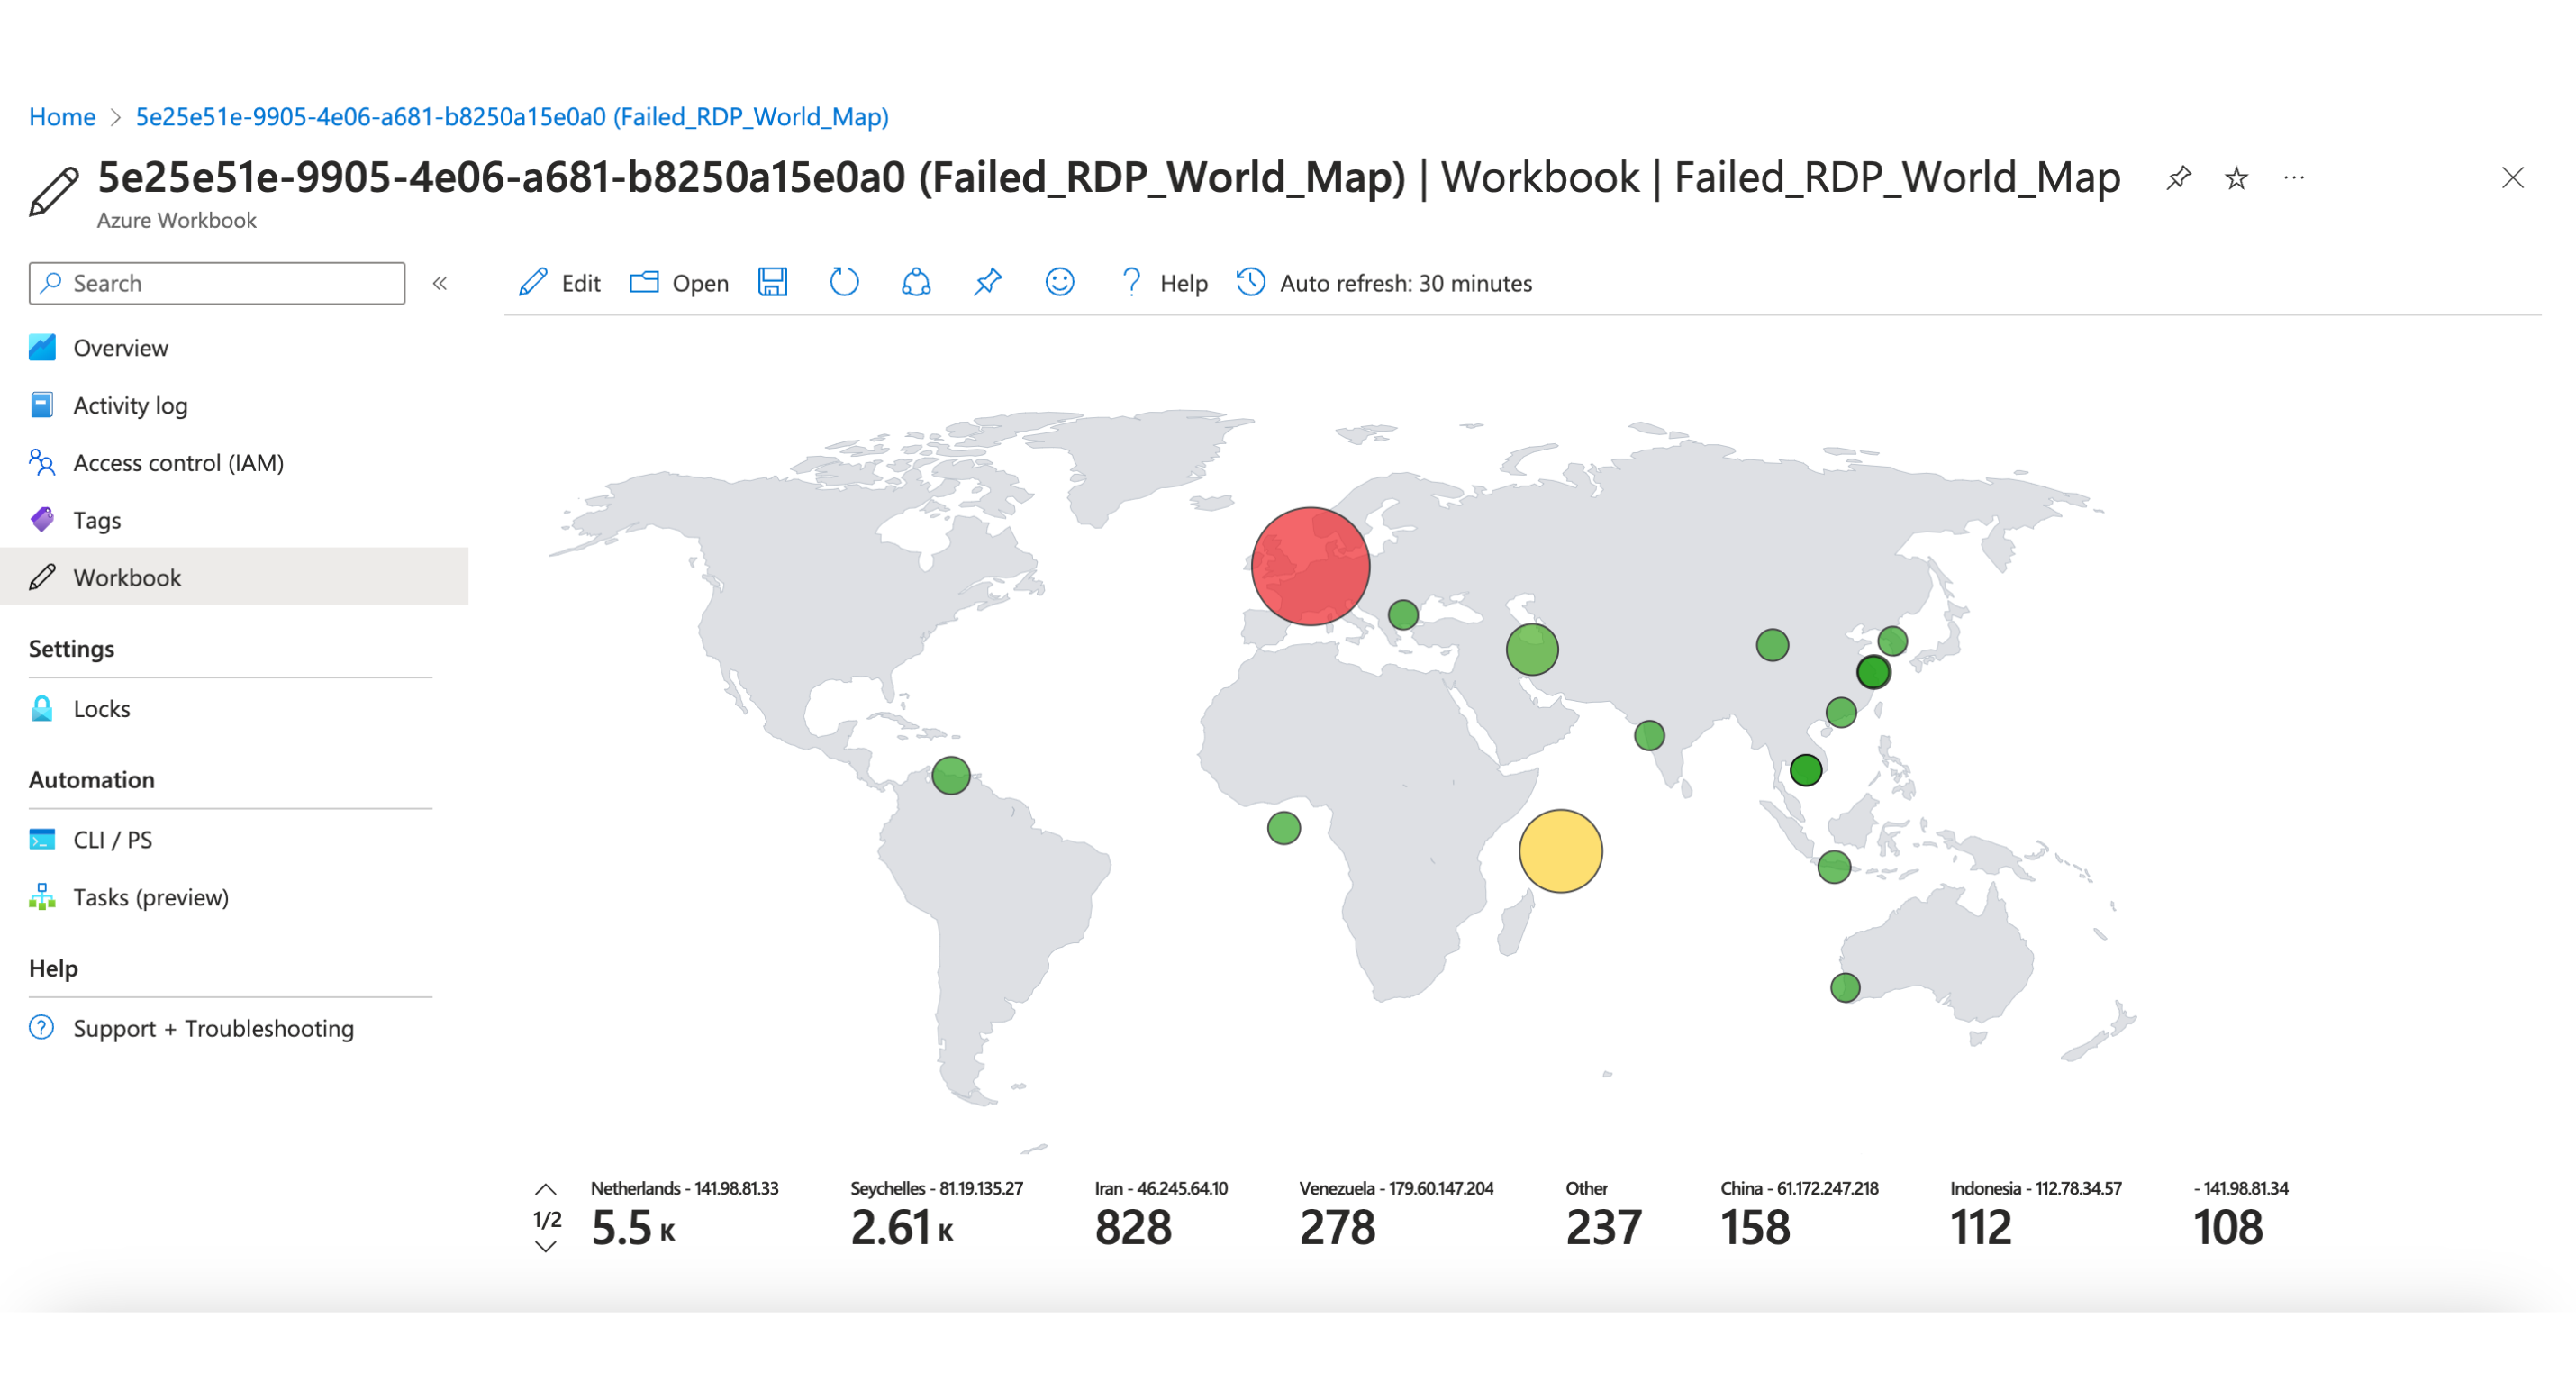 Home > 5e25e51e-9905-4e06-a681-b8250a15e0a0 (Failed_RDP_World_Map)
5e25e51e-9905-4e06-a681-b8250a15e0a0 (Failed_RDP_World_Map) | Workbook | Failed_RDP_World_Map
Azure Workbook
Search
Edit Open Help Auto refresh: 30 minutes
Overview
Activity log
Access control (IAM)
Tags
Workbook
Settings
Locks
Automation
CLI / PS
Tasks (preview)
Help
Support + Troubleshooting
1/2
Netherlands - 141.98.81.33
5.5 K
Seychelles - 81.19.135.27
2.61 K
Iran - 46.245.64.10
828
Venezuela - 179.60.147.204
278
Other
237
China - 61.172.247.218
158
Indonesia - 112.78.34.57
112
- 141.98.81.34
108